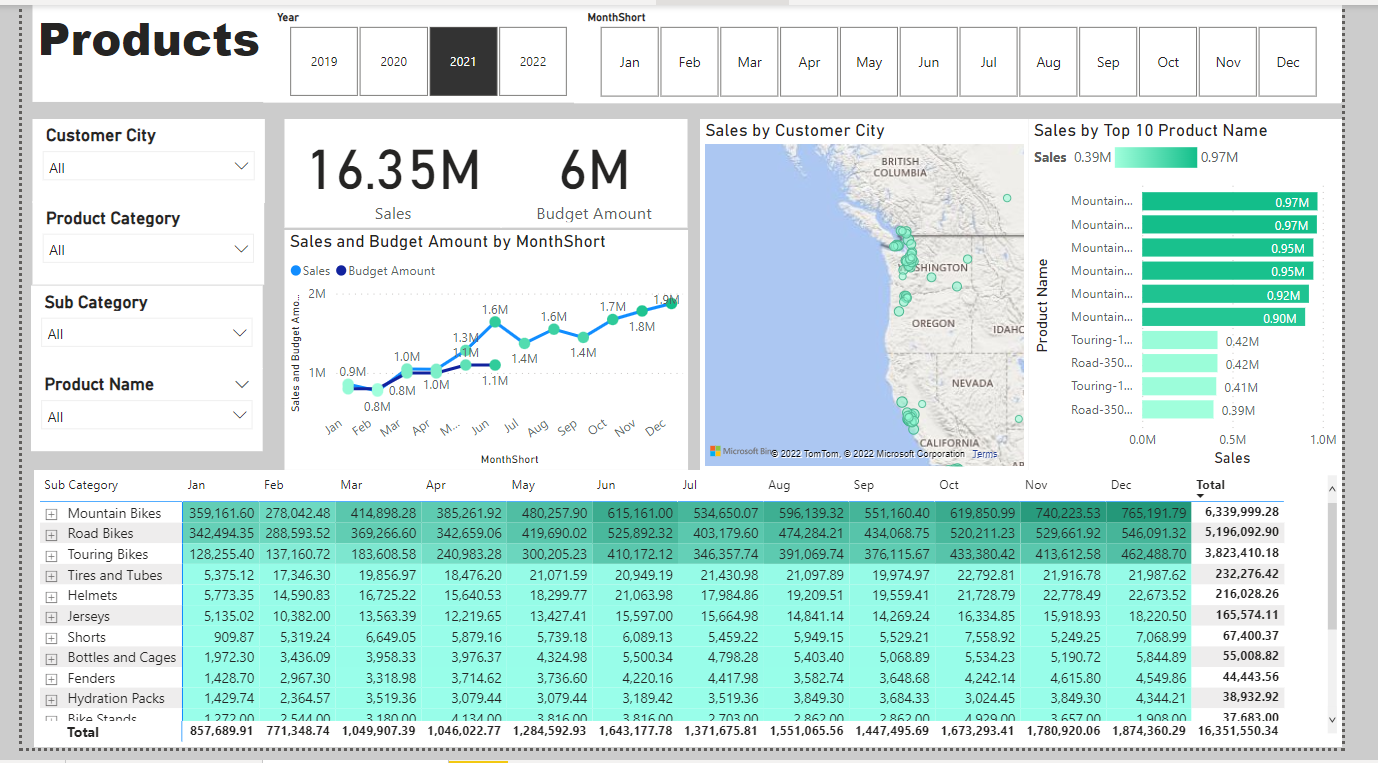 Products
Year
2019 2020 2021 2022
MonthShort
Jan Feb Mar Apr May Jun Jul Aug Sep Oct Nov Dec
Customer City
All
Product Category
All
Sub Category
All
Product Name
All
16.35M
Sales
6M
Budget Amount
Sales and Budget Amount by MonthShort
Sales Budget Amount
Sales and Budget Amo...
2M
1M
0.9M
0.8M
1.0M
0.8M
1.0M
1.3M
1.1M
1.6M
1.1M
1.4M
1.6M
1.4M
1.7M
1.8M
1.9M
Jan Feb Mar Apr M... Jun Jul Aug Sep Oct Nov Dec
MonthShort
Sales by Customer City
BRITISH
COLUMBIA
WASHINGTON
OREGON
IDAHO
NEVADA
CALIFORNIA
Microsoft Bing
© 2022 TomTom, © 2022 Microsoft Corporation Terms
Sales by Top 10 Product Name
Sales 0.39M 0.97M
Product Name
Mountain... 0.97M
Mountain... 0.97M
Mountain... 0.95M
Mountain... 0.95M
Mountain... 0.92M
Mountain... 0.90M
Touring-1... 0.42M
Road-350... 0.42M
Touring-1... 0.41M
Road-350... 0.39M
0.0M 0.5M 1.0M
Sales
Sub Category Jan Feb Mar Apr May Jun Jul Aug Sep Oct Nov Dec Total
Mountain Bikes 359,161.60 278,042.48 414,898.28 385,261.92 480,257.90 615,161.00 534,650.07 596,139.32 551,160.40 619,850.99 740,223.53 765,191.79 6,339,999.28
Road Bikes 342,494.35 288,593.52 369,266.60 342,659.06 419,690.02 525,892.32 403,179.60 474,284.21 434,068.75 520,211.23 529,661.92 546,091.32 5,196,092.90
Touring Bikes 128,255.40 137,160.72 183,608.58 240,983.28 300,205.23 410,172.12 346,357.74 391,069.74 376,115.67 433,380.42 413,612.58 462,488.70 3,823,410.18
Tires and Tubes 5,375.12 17,346.30 19,856.97 18,476.20 21,071.59 20,949.19 21,430.98 21,097.89 19,974.97 22,792.81 21,916.78 21,987.62 232,276.42
Helmets 5,773.35 14,590.83 16,725.22 15,640.53 18,299.77 21,063.98 17,984.86 19,209.51 19,559.41 21,728.79 22,778.49 22,673.52 216,028.26
Jerseys 5,135.02 10,382.00 13,563.39 12,219.65 13,427.41 15,597.00 15,664.98 14,841.14 14,269.24 16,334.85 15,918.93 18,220.50 165,574.11
Shorts 909.87 5,319.24 6,649.05 5,879.16 5,739.18 6,089.13 5,459.22 5,949.15 5,529.21 7,558.92 5,249.25 7,068.99 67,400.37
Bottles and Cages 1,972.30 3,436.09 3,958.33 3,976.37 4,324.98 5,500.34 4,798.28 5,403.40 5,068.89 5,534.23 5,190.72 5,844.89 55,008.82
Fenders 1,428.70 2,967.30 3,318.98 3,714.62 3,736.60 4,220.16 4,417.98 3,582.74 3,648.68 4,242.14 4,615.80 4,549.86 44,443.56
Hydration Packs 1,429.74 2,364.57 3,519.36 3,079.44 3,079.44 3,189.42 3,519.36 3,849.30 3,684.33 3,024.45 3,849.30 4,344.21 38,932.92
Bike Stands 1,272.00 2,544.00 3,180.00 4,134.00 3,816.00 3,816.00 2,703.00 2,862.00 2,862.00 4,929.00 3,657.00 1,908.00 37,683.00
Total 857,689.91 771,348.74 1,049,907.39 1,046,022.77 1,284,592.93 1,643,177.78 1,371,675.81 1,551,065.56 1,447,495.69 1,673,293.41 1,780,920.06 1,874,360.29 16,351,550.34